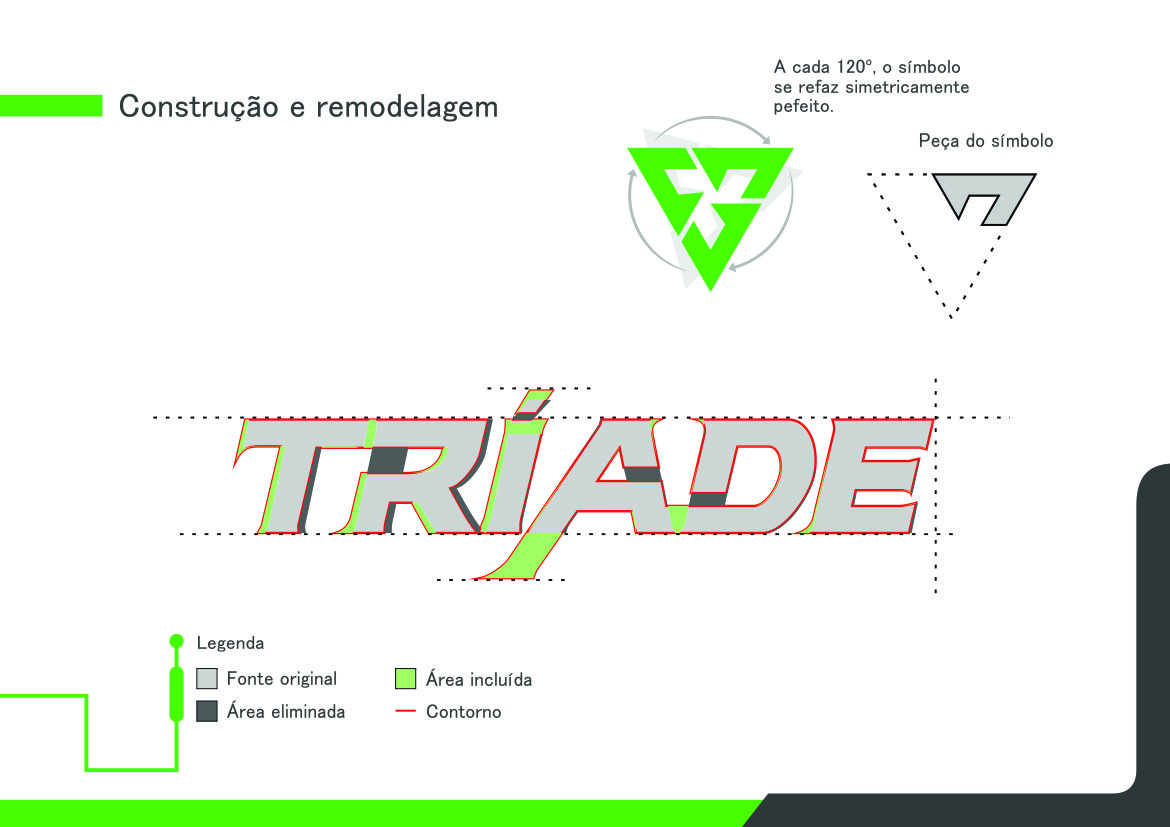 Construção e remodelagem
A cada 120º, o símbolo
se refaz simetricamente
pefeito.
Peça do símbolo
TRÍADE
Legenda
Fonte original
Área incluída
Área eliminada
Contorno